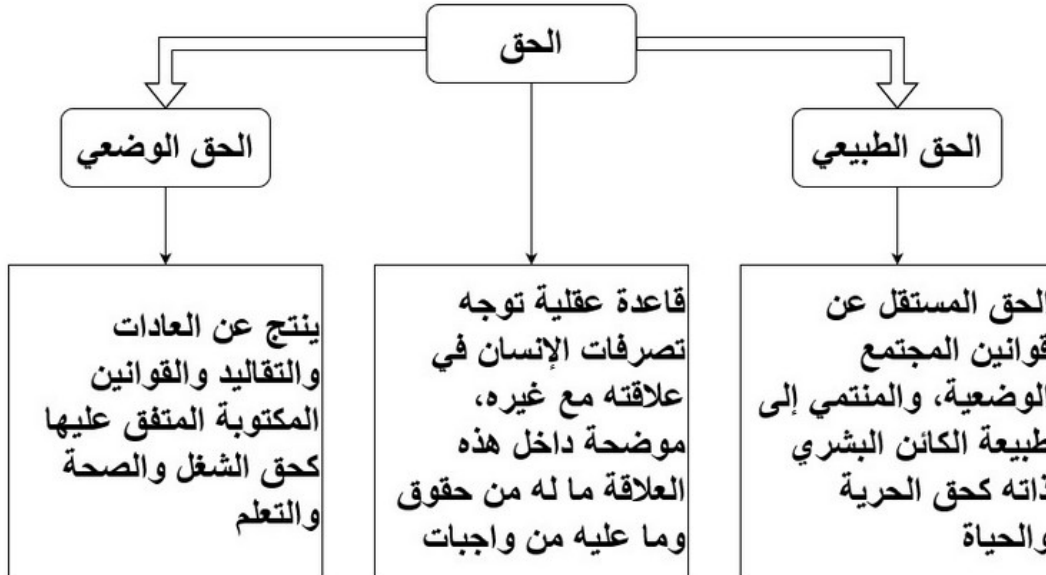 الحق
الحق الطبيعي
الحق الوضعي
الحق المستقل عن
قوانين المجتمع
الوضعية، والمنتمي إلى
طبيعة الكائن البشري
ذاته كحق الحرية
والحياة
قاعدة عقلية توجه
تصرفات الإنسان في
علاقته مع غيره،
موضحة داخل هذه
العلاقة ما له من حقوق
وما عليه من واجبات
ينتج عن العادات
والتقاليد والقوانين
المكتوبة المتفق عليها
كحق الشغل والصحة
والتعلم